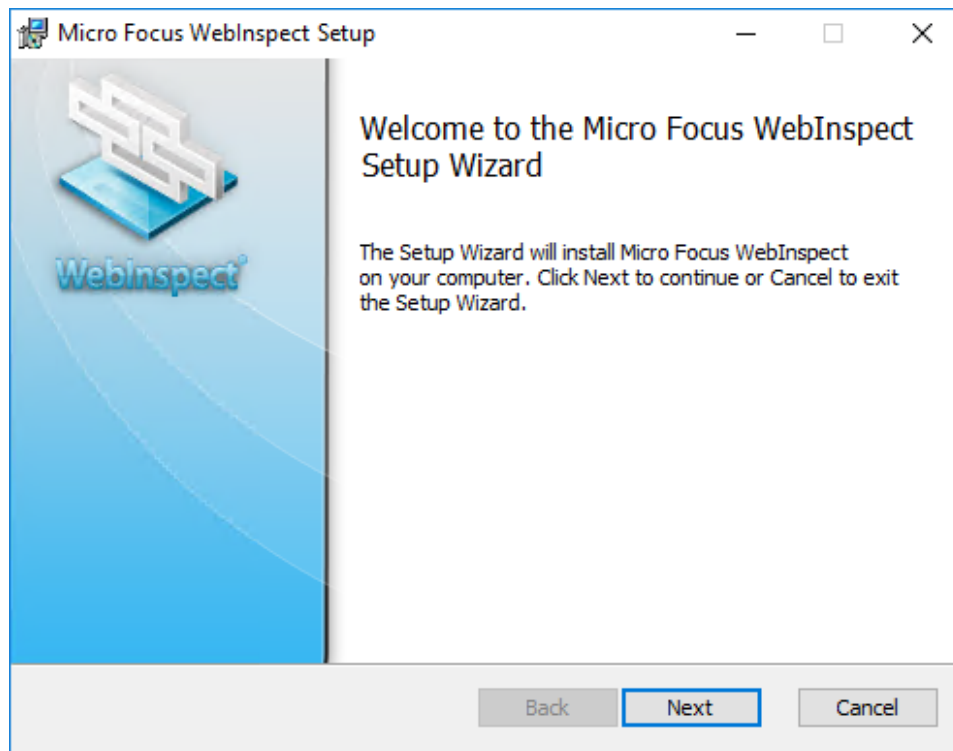 Micro Focus WebInspect Setup
Welcome to the Micro Focus WebInspect
Setup Wizard
The Setup Wizard will install Micro Focus WebInspect
on your computer. Click Next to continue or Cancel to exit
the Setup Wizard.
WebInspect
Back
Next
Cancel